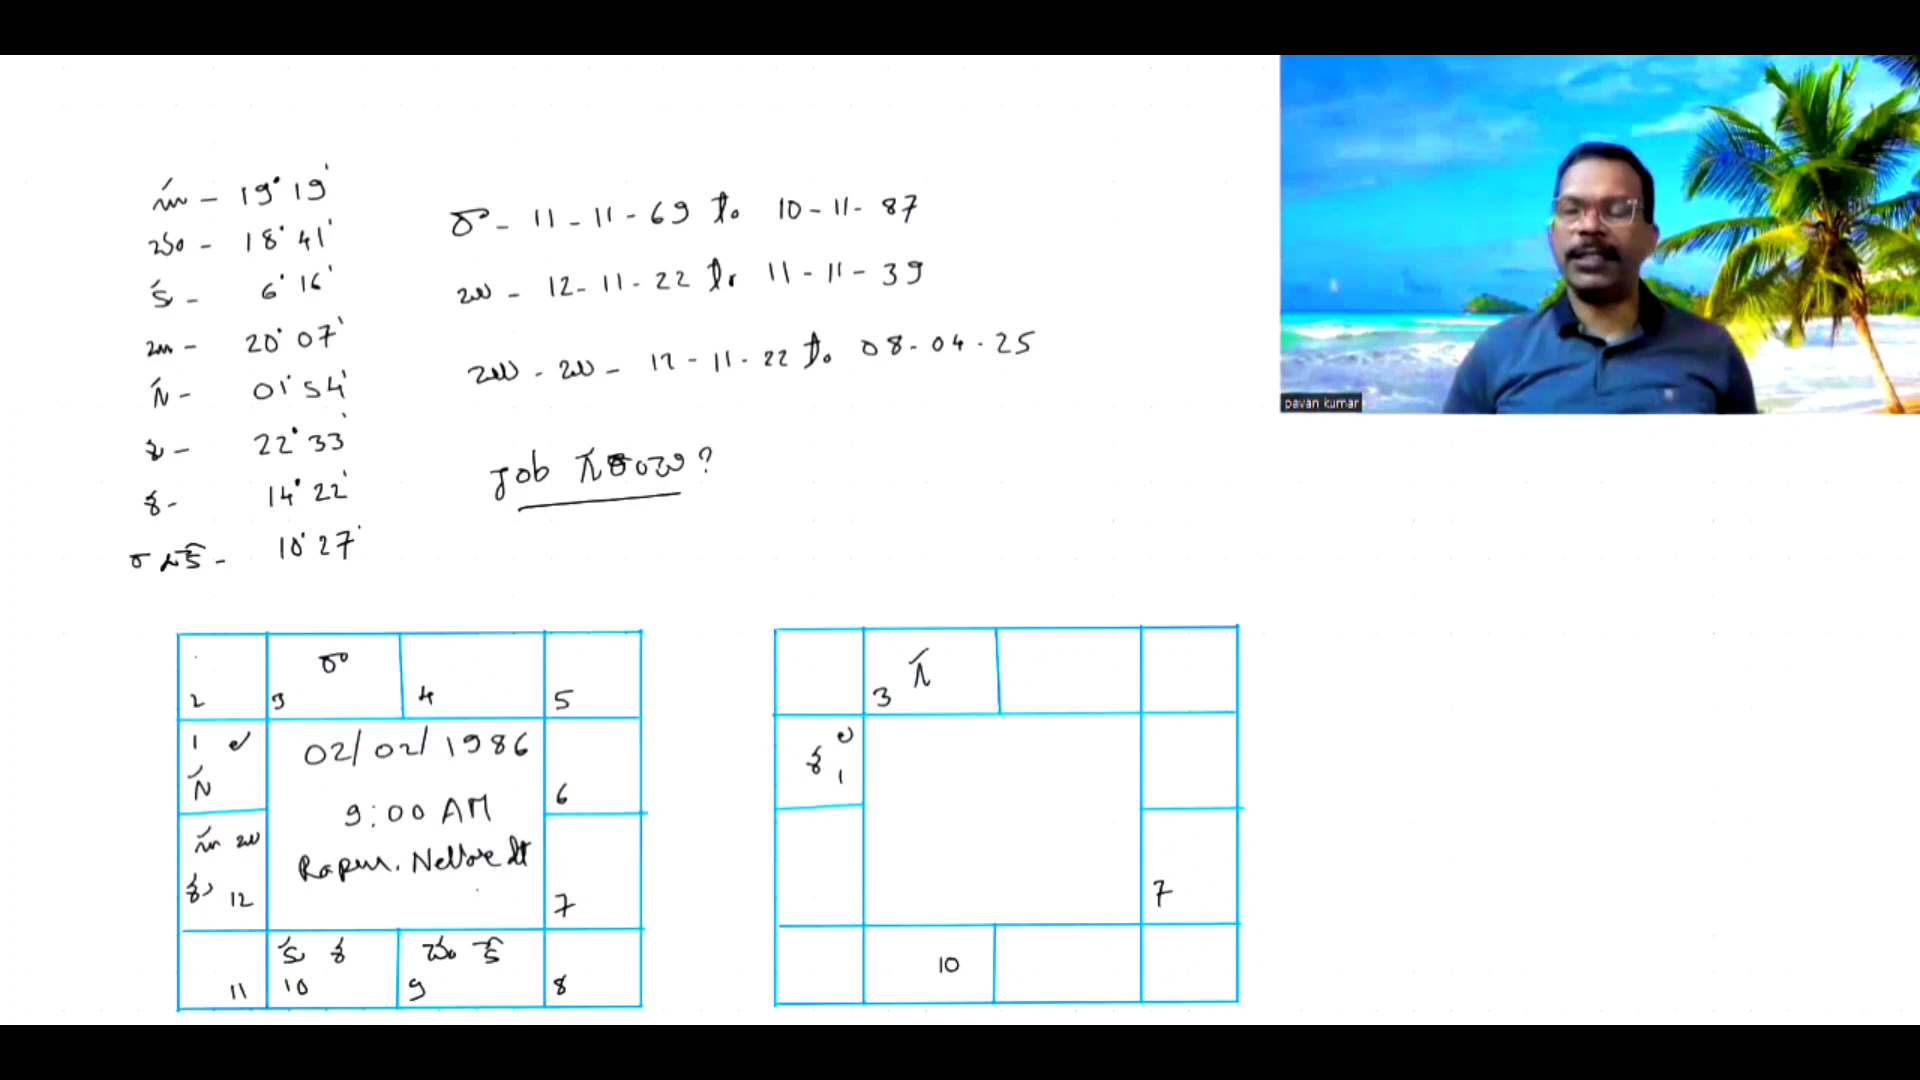 సూ - 19° 19'
చం - 18° 41'
కు - 6° 16'
బు - 20° 07'
గు - 01° 54'
శు - 22° 33'
శ - 14° 22'
రా, కే - 10° 27'
రా - 11 - 11 - 69 to 10 - 11 - 87
బు - 12 - 11 - 22 to 11 - 11 - 39
బు - బు - 12 - 11 - 22 to 08 - 04 - 25
Job గురించి?
pavan kumar
2
3 రా
4
5
1 ల
గు
6
సూ బు
శు 12
7
11
కు శ
10
చం కే
9
8
02/02/1986
9:00 AM
Rapur. Nellore dt
3 గు
ల
శ 1
7
10